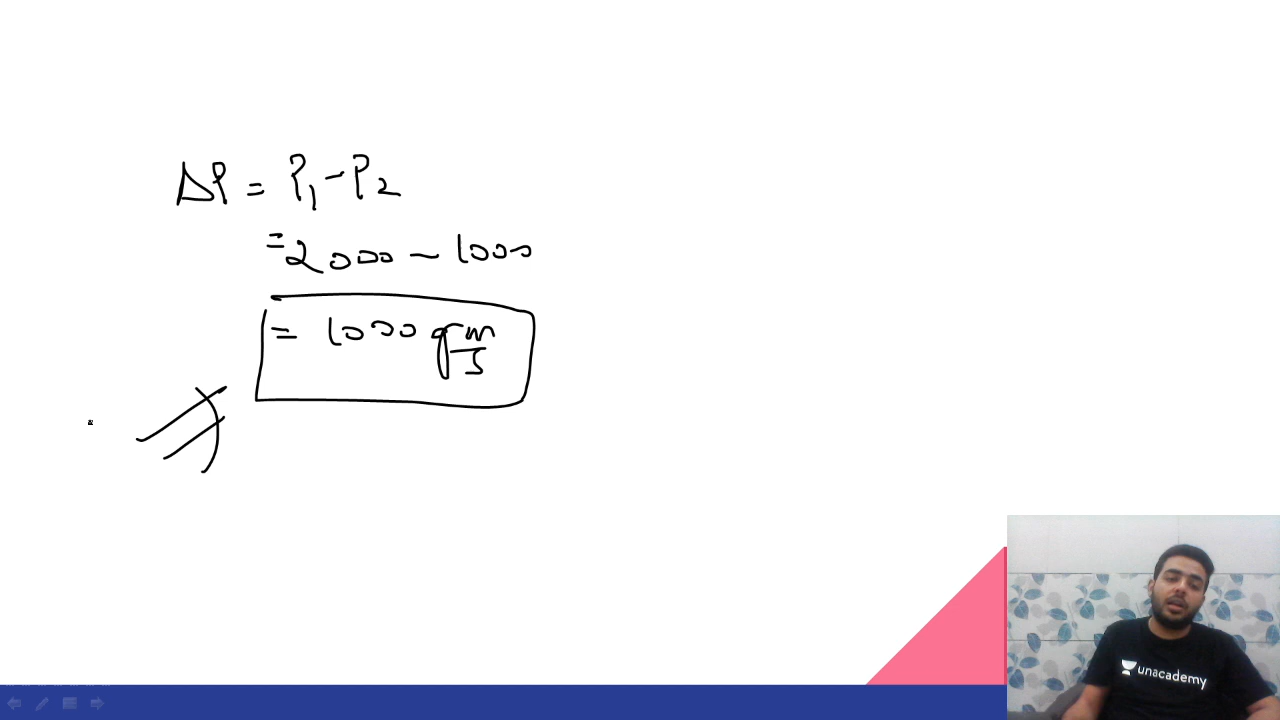 ΔP = P₁ - P₂
= 2000 - 1000
= 1000 gm/s
unacademy